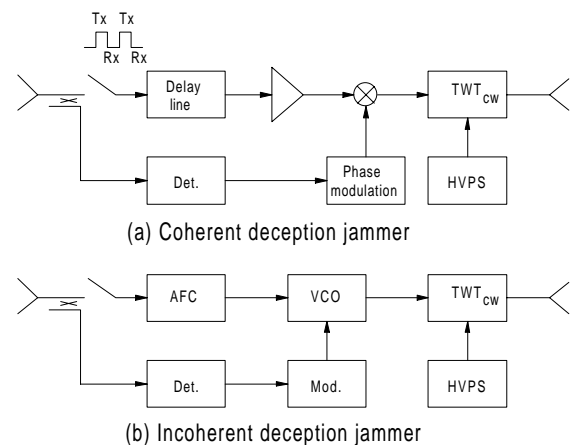 Tx Tx
Rx Rx
Delay
line
TWT
cw
Det.
Phase
modulation
HVPS
(a) Coherent deception jammer
AFC
VCO
TWT
cw
Det.
Mod.
HVPS
(b) Incoherent deception jammer